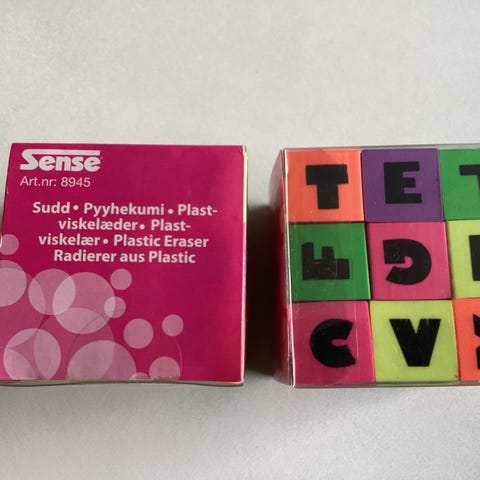 Sense
Art.nr: 8945
Sudd • Pyyhekumi • Plast-
viskelæder • Plast-
viskelær • Plastic Eraser
Radierer aus Plastic
T E T
F G
C V